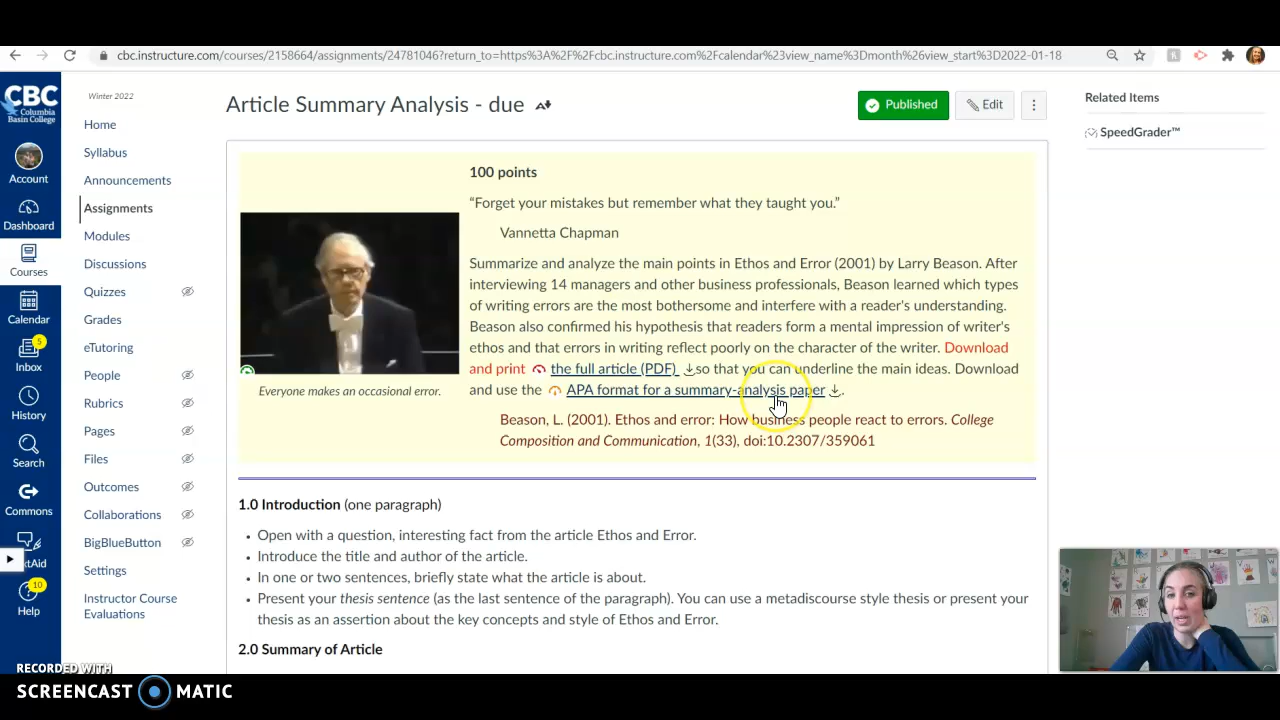 cbc.instructure.com/courses/2158664/assignments/24781046?return_to=https%3A%2F%2Fcbc.instructure.com%2Fcalendar%23view_name%3Dmonth%26view_start%3D2022-01-18
CBC
Columbia
Basin College
Account
Dashboard
Courses
Calendar
5
Inbox
History
Search
Commons
10
Help
Winter 2022
Home
Syllabus
Announcements
Assignments
Modules
Discussions
Quizzes
Grades
eTutoring
People
Rubrics
Pages
Files
Outcomes
Collaborations
BigBlueButton
Settings
Instructor Course
Evaluations
Article Summary Analysis - due
Published
Edit
Related Items
SpeedGrader™
100 points
“Forget your mistakes but remember what they taught you.”
Vannetta Chapman
Summarize and analyze the main points in Ethos and Error (2001) by Larry Beason. After
interviewing 14 managers and other business professionals, Beason learned which types
of writing errors are the most bothersome and interfere with a reader's understanding.
Beason also confirmed his hypothesis that readers form a mental impression of writer's
ethos and that errors in writing reflect poorly on the character of the writer. Download
and print the full article (PDF) so that you can underline the main ideas. Download
and use the APA format for a summary-analysis paper .
Everyone makes an occasional error.
Beason, L. (2001). Ethos and error: How business people react to errors. College
Composition and Communication, 1(33), doi:10.2307/359061
1.0 Introduction (one paragraph)
• Open with a question, interesting fact from the article Ethos and Error.
• Introduce the title and author of the article.
• In one or two sentences, briefly state what the article is about.
• Present your thesis sentence (as the last sentence of the paragraph). You can use a metadiscourse style thesis or present your
thesis as an assertion about the key concepts and style of Ethos and Error.
2.0 Summary of Article
RECORDED WITH
SCREENCAST MATIC